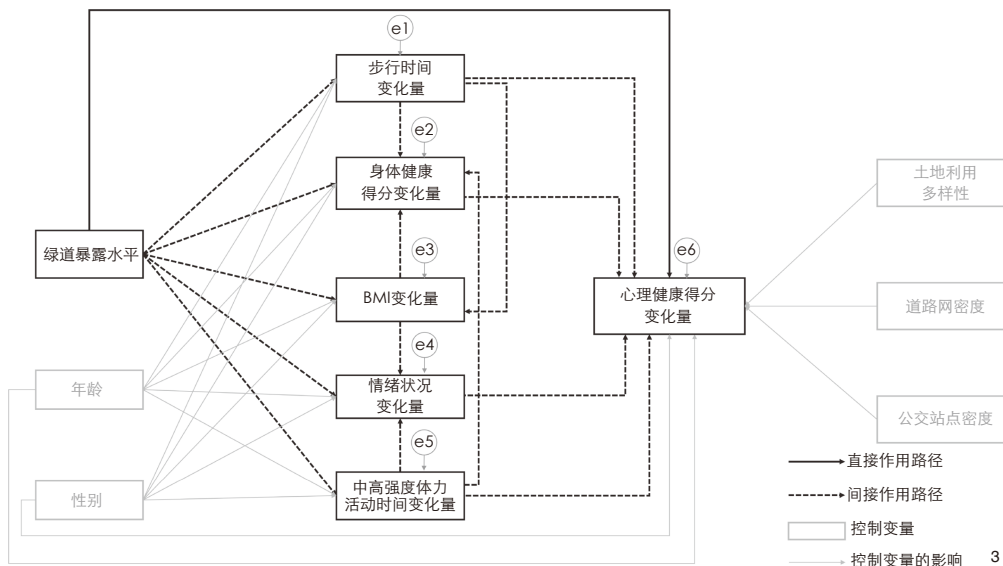 e1
步行时间
变化量
e2
身体健康
得分变化量
土地利用
多样性
绿道暴露水平
e3
e6
BMI变化量
心理健康得分
变化量
道路网密度
e4
年龄
情绪状况
变化量
公交站点密度
e5
直接作用路径
性别
中高强度体力
活动时间变化量
间接作用路径
控制变量
控制变量的影响
3